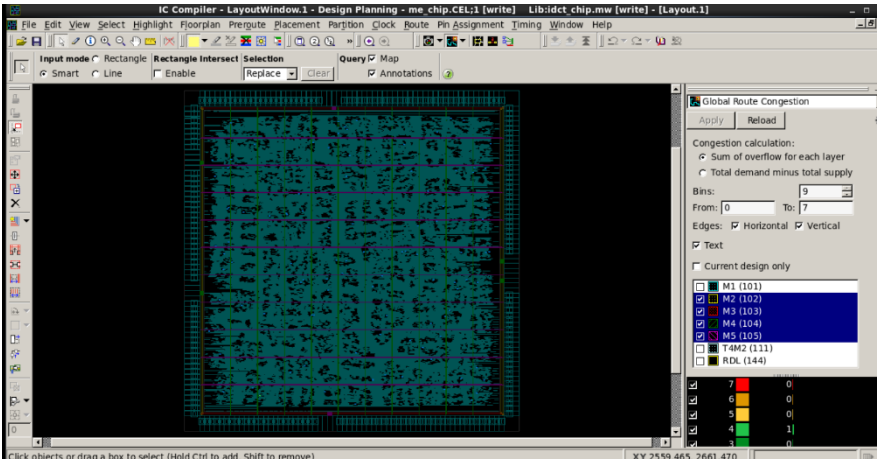 IC Compiler - LayoutWindow.1 - Design Planning - me_chip.CEL;1 [write]    Lib:idct_chip.mw [write] - [Layout.1]
File Edit View Select Highlight Floorplan Preroute Placement Partition Clock Route Pin Assignment Timing Window Help
Input mode Rectangle Rectangle Intersect Selection Query Map
Smart Line Enable Replace Clear Annotations
Global Route Congestion
Apply Reload
Congestion calculation:
Sum of overflow for each layer
Total demand minus total supply
Bins: 9
From: 0 To: 7
Edges: Horizontal Vertical
Text
Current design only
M1 (101)
M2 (102)
M3 (103)
M4 (104)
M5 (105)
T4M2 (111)
RDL (144)
7 0
6 0
5 0
4 1
3 0
0
Click objects or drag a box to select (Hold Ctrl to add, Shift to remove) XY 2559.465, 2661.470